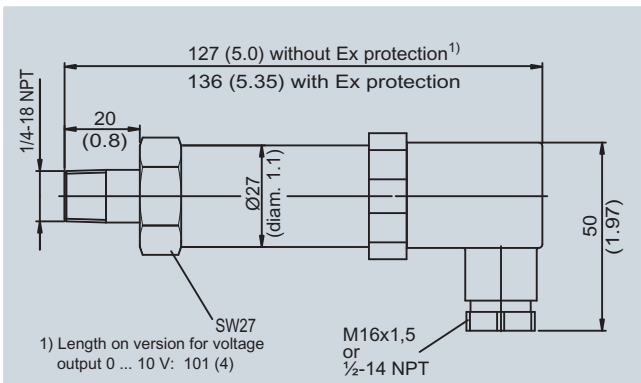 127 (5.0) without Ex protection1)
136 (5.35) with Ex protection
1/4-18 NPT
20
(0.8)
Ø27
(diam. 1.1)
50
(1.97)
SW27
1) Length on version for voltage
output 0 ... 10 V: 101 (4)
M16x1,5
or
½-14 NPT